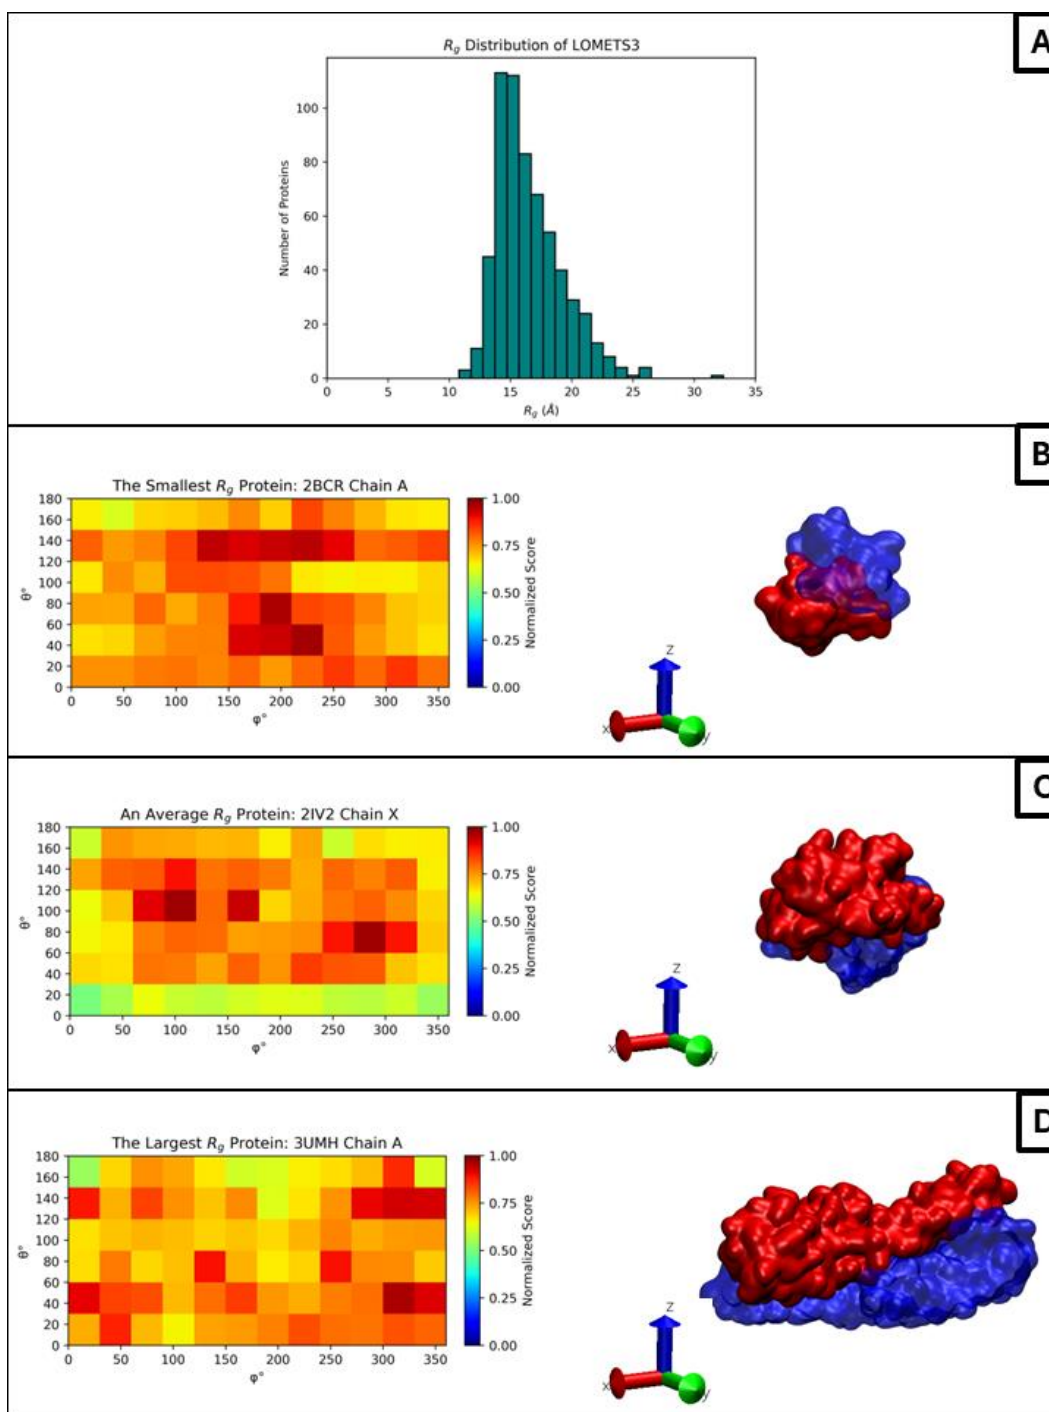 A
Rg Distribution of LOMETS3
Number of Proteins
100
80
60
40
20
0
0 5 10 15 20 25 30 35
Rg (Å)
B
The Smallest Rg Protein: 2BCR Chain A
θ°
180
160
140
120
100
80
60
40
20
0
0 50 100 150 200 250 300 350
φ°
1.00
0.75
0.50
0.25
0.00
Normalized Score
z
x
y
C
An Average Rg Protein: 2IV2 Chain X
θ°
180
160
140
120
100
80
60
40
20
0
0 50 100 150 200 250 300 350
φ°
1.00
0.75
0.50
0.25
0.00
Normalized Score
z
x
y
D
The Largest Rg Protein: 3UMH Chain A
θ°
180
160
140
120
100
80
60
40
20
0
0 50 100 150 200 250 300 350
φ°
1.00
0.75
0.50
0.25
0.00
Normalized Score
z
x
y